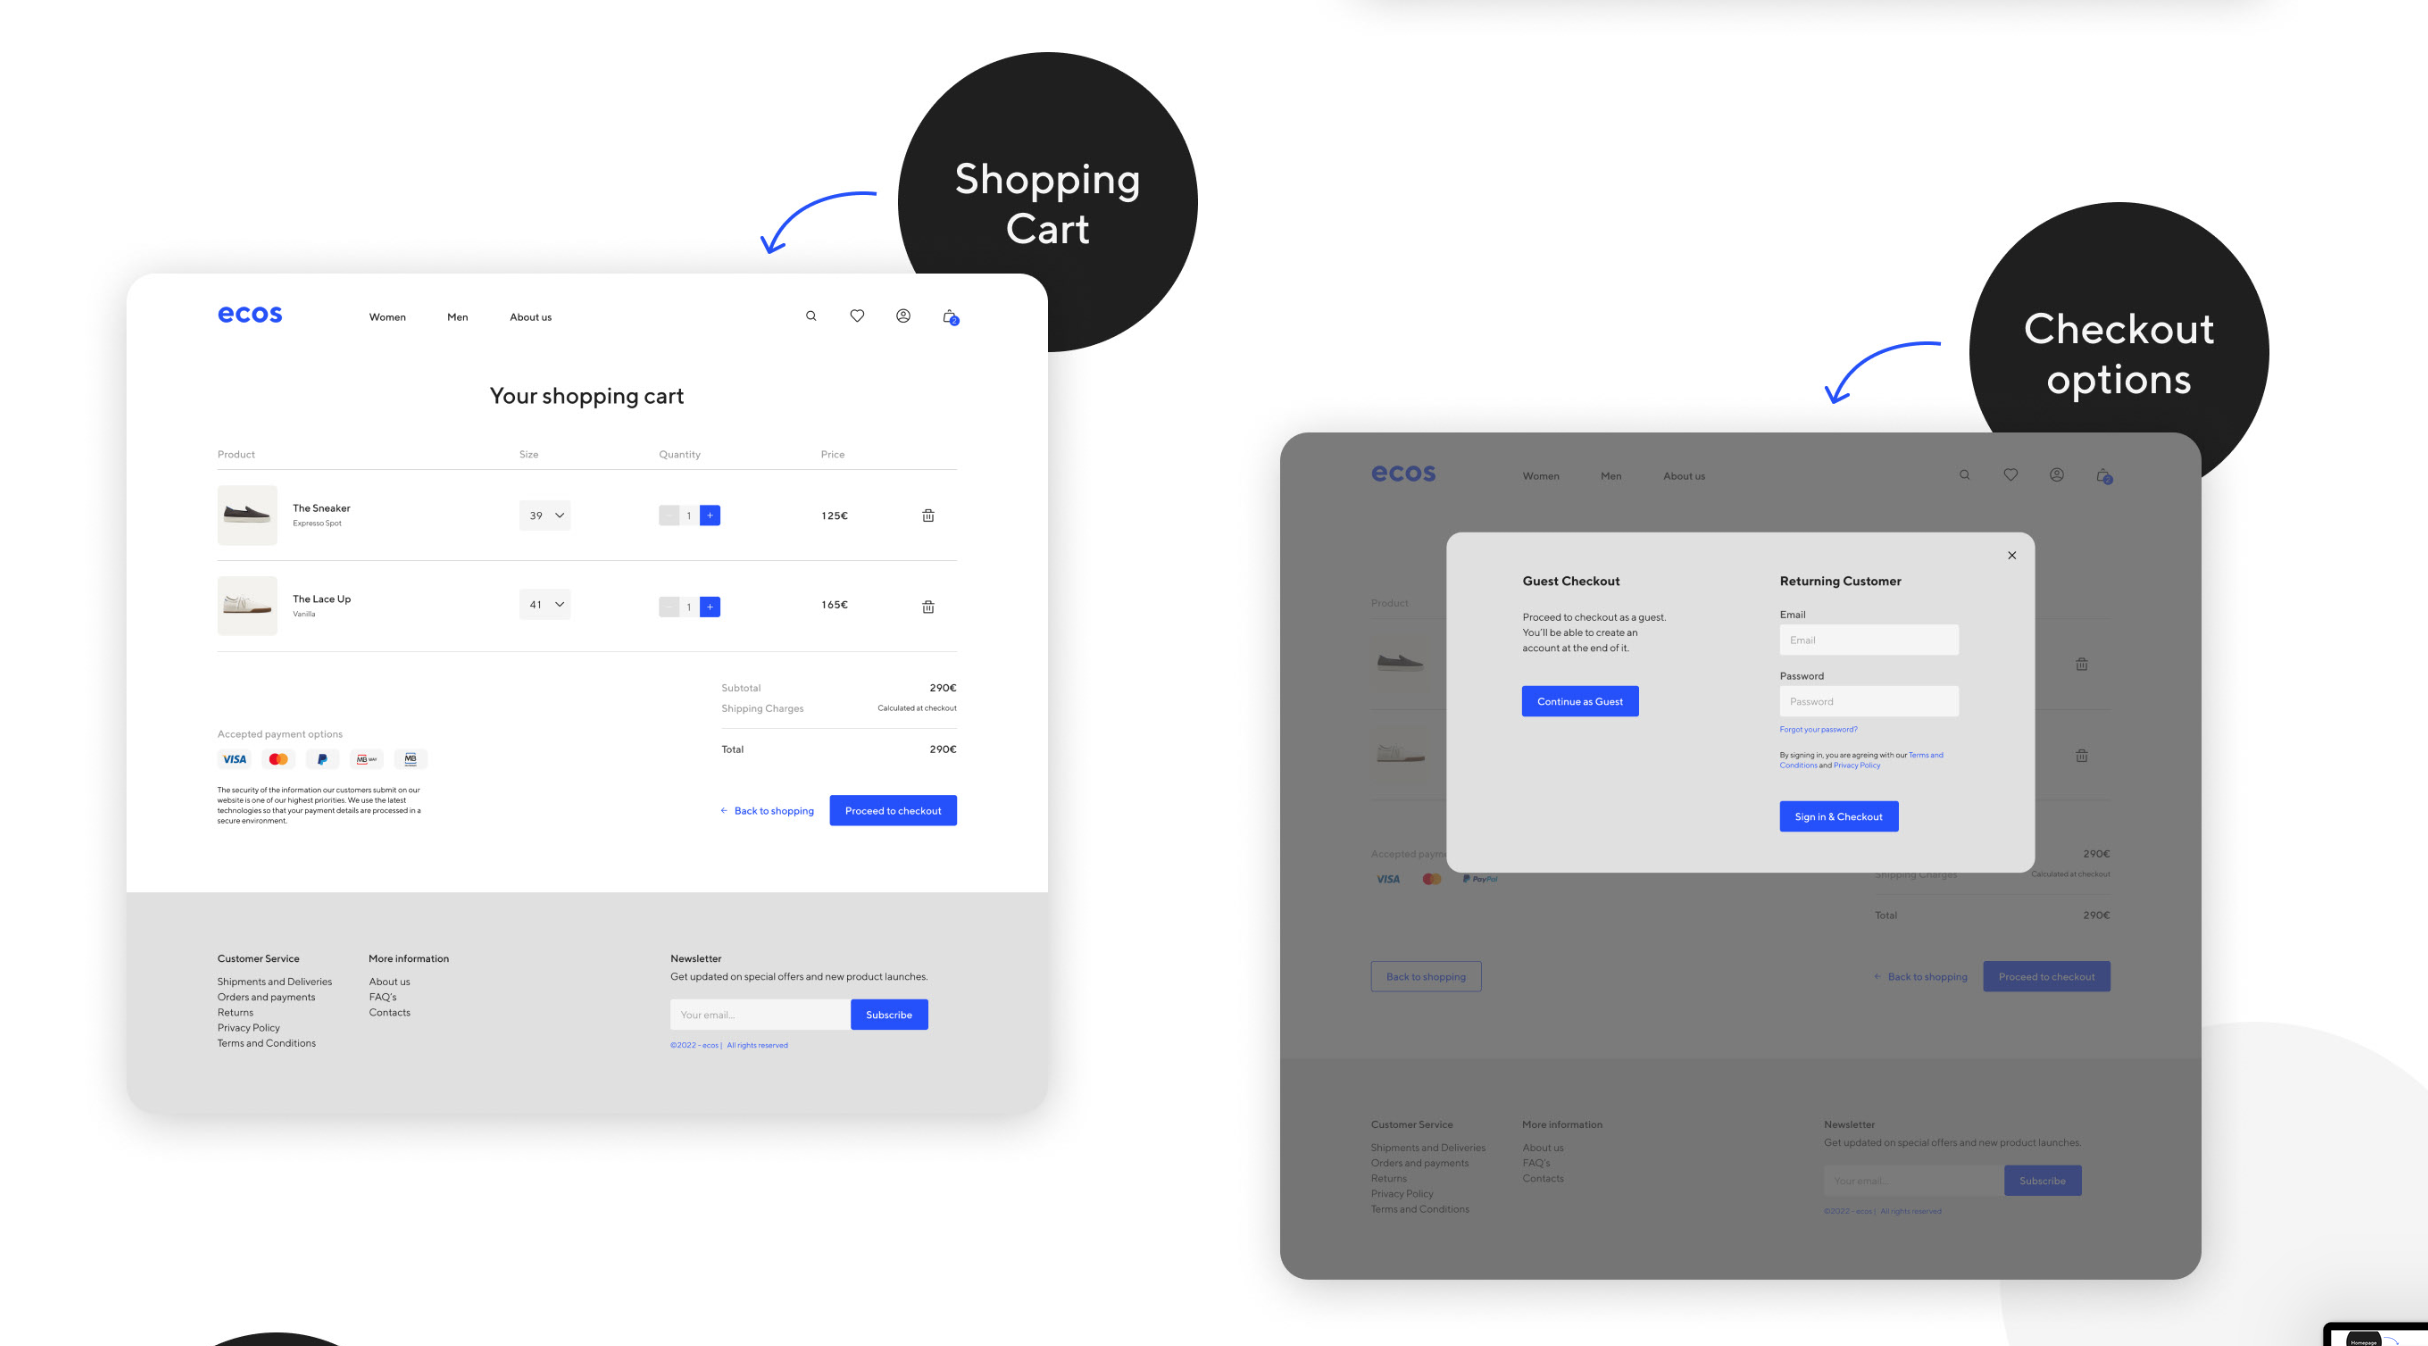 Shopping
Cart
Checkout
options
ecos
Women
Men
About us
2
Your shopping cart
Product
Size
Quantity
Price
The Sneaker
Expresso Spot
39
- 1 +
125€
The Lace Up
Vanilla
41
- 1 +
165€
Subtotal
290€
Shipping Charges
Calculated at checkout
Total
290€
Accepted payment options
VISA
MB WAY
MB
The security of the information our customers submit on our
website is one of our highest priorities. We use the latest
technologies so that your payment details are processed in a
secure environment.
← Back to shopping
Proceed to checkout
Customer Service
Shipments and Deliveries
Orders and payments
Returns
Privacy Policy
Terms and Conditions
More information
About us
FAQ's
Contacts
Newsletter
Get updated on special offers and new product launches.
Your email...
Subscribe
©2022 - ecos | All rights reserved
ecos
Women
Men
About us
2
Product
Guest Checkout
Proceed to checkout as a guest.
You'll be able to create an
account at the end of it.
Continue as Guest
Returning Customer
Email
Email
Password
Password
Forgot your password?
By signing in, you are agreing with our Terms and
Conditions and Privacy Policy
Sign in & Checkout
Accepted paym
VISA
PayPal
290€
Shipping Charges
Calculated at checkout
Total
290€
Back to shopping
← Back to shopping
Proceed to checkout
Customer Service
Shipments and Deliveries
Orders and payments
Returns
Privacy Policy
Terms and Conditions
More information
About us
FAQ's
Contacts
Newsletter
Get updated on special offers and new product launches.
Your email...
Subscribe
©2022 - ecos | All rights reserved
Homepage